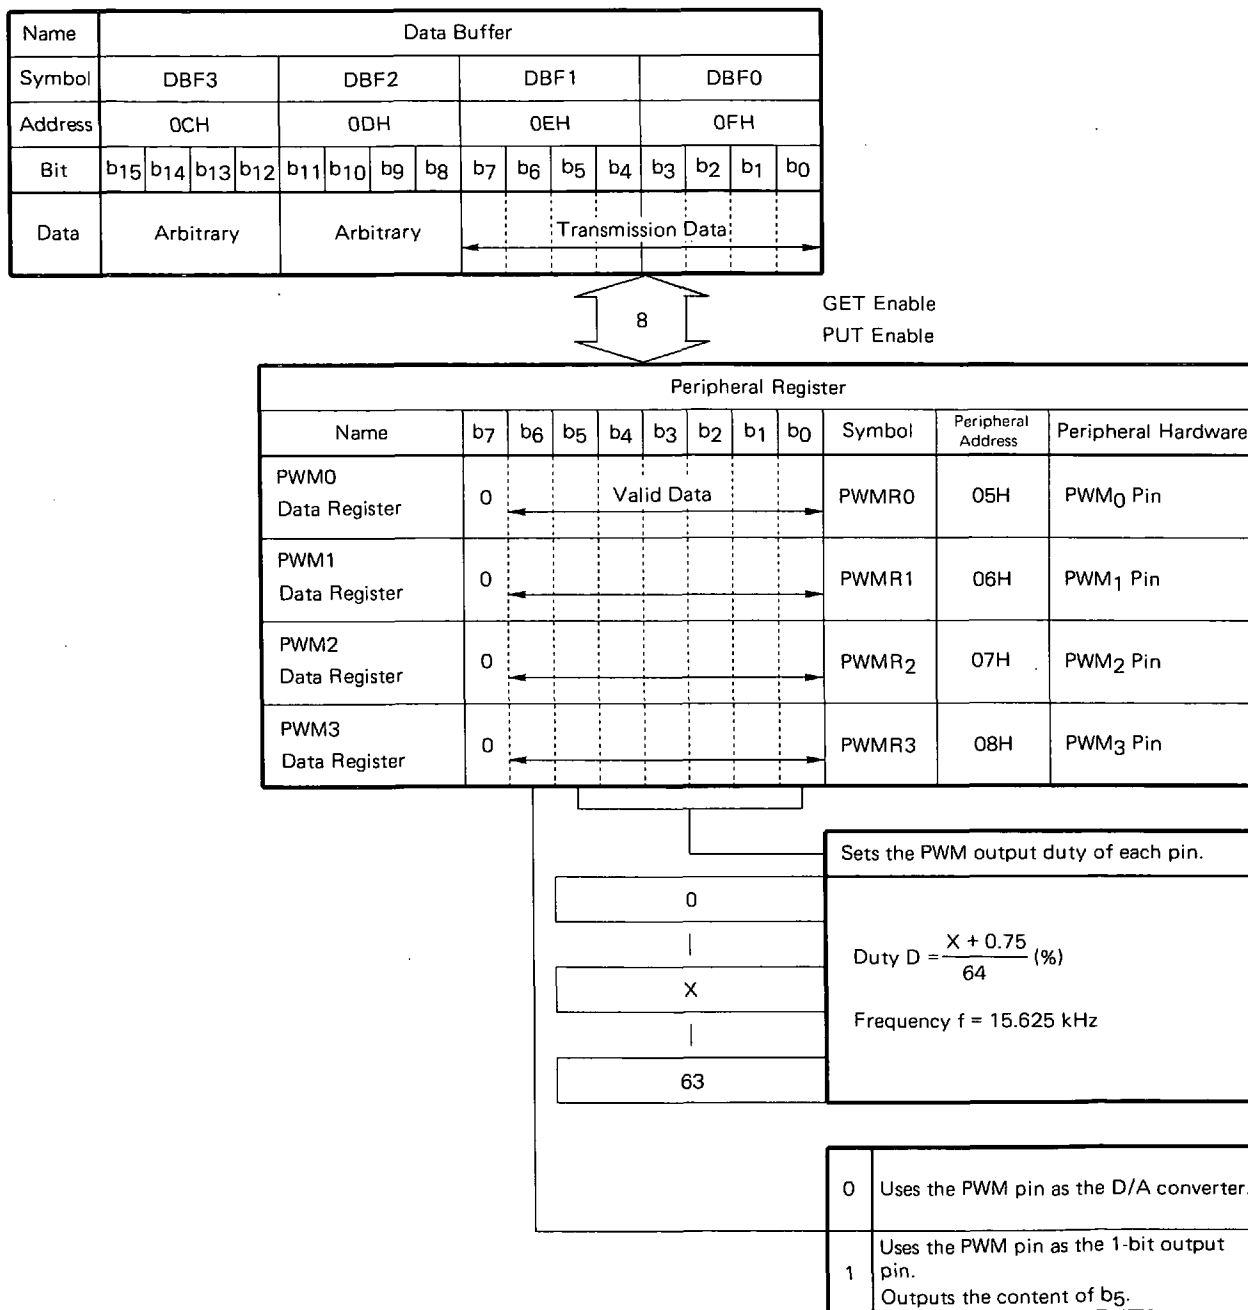 Name Data Buffer
Symbol DBF3 DBF2 DBF1 DBF0
Address 0CH 0DH 0EH 0FH
Bit b15 b14 b13 b12 b11 b10 b9 b8 b7 b6 b5 b4 b3 b2 b1 b0
Data Arbitrary Arbitrary Transmission Data
8
GET Enable
PUT Enable
Peripheral Register
Name b7 b6 b5 b4 b3 b2 b1 b0 Symbol Peripheral Address Peripheral Hardware
PWM0
Data Register 0 Valid Data PWMR0 05H PWM0 Pin
PWM1
Data Register 0 PWMR1 06H PWM1 Pin
PWM2
Data Register 0 PWMR2 07H PWM2 Pin
PWM3
Data Register 0 PWMR3 08H PWM3 Pin
Sets the PWM output duty of each pin.
0
X
63
Duty D = X + 0.75 / 64 (%)
Frequency f = 15.625 kHz
0 Uses the PWM pin as the D/A converter.
1 Uses the PWM pin as the 1-bit output
pin.
Outputs the content of b5.